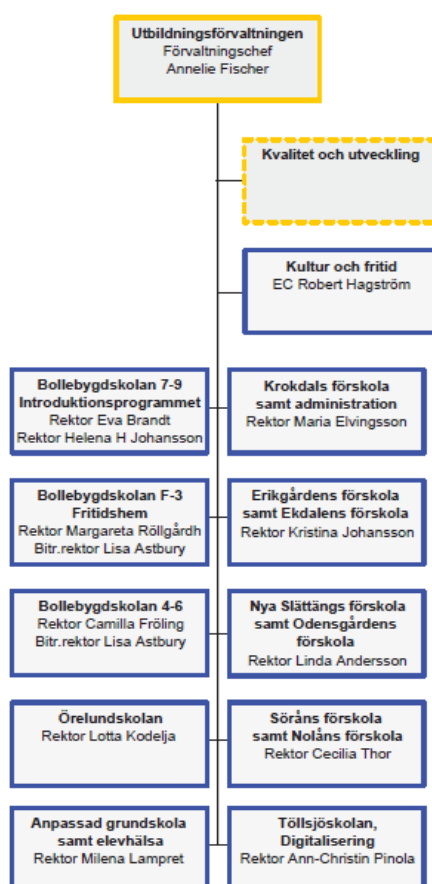 Utbildningsförvaltningen
Förvaltningschef
Annelie Fischer
Kvalitet och utveckling
Kultur och fritid
EC Robert Hagström
Bollebygdskolan 7-9
Introduktionsprogrammet
Rektor Eva Brandt
Rektor Helena H Johansson
Krokdals förskola
samt administration
Rektor Maria Elvingsson
Bollebygdskolan F-3
Fritidshem
Rektor Margareta Röllgårdh
Bitr.rektor Lisa Astbury
Erikgårdens förskola
samt Ekdalens förskola
Rektor Kristina Johansson
Bollebygdskolan 4-6
Rektor Camilla Fröling
Bitr.rektor Lisa Astbury
Nya Slättängs förskola
samt Odensgårdens
förskola
Rektor Linda Andersson
Örelundskolan
Rektor Lotta Kodelja
Söråns förskola
samt Nolåns förskola
Rektor Cecilia Thor
Anpassad grundskola
samt elevhälsa
Rektor Milena Lampret
Töllsjöskolan,
Digitalisering
Rektor Ann-Christin Pinola